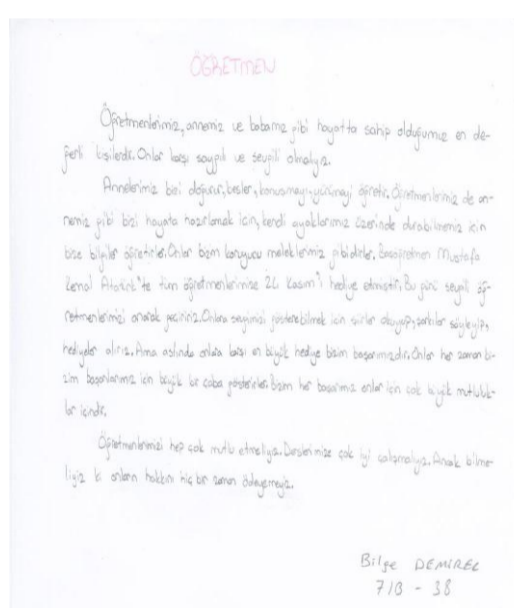 ÖĞRETMEN
Öğretmenlerimiz, annemiz ve babamız gibi hayatta sahip olduğumuz en de-
ğerli kişilerdir. Onlar karşı saygılı ve sevgili olmalıyız.
Annelerimiz bizi doğurur, besler, konuşmayı, yürümeyi öğretir. Öğretmenlerimiz de an-
nemiz gibi bizi hayata hazırlamak için, kendi ayaklarımız üzerinde durabilmemiz için
bize bilgiler öğretirler. Onlar bizim koruyucu meleklerimiz gibidirler. Başöğretmen Mustafa
Kemal Atatürk'te tüm öğretmenlerimize 24 Kasım'ı hediye etmiştir. Bu günü sevgili öğ-
retmenlerimizi anarak geçiririz. Onlara sevgimizi gösterebilmek için şiirler okuyup, şarkılar söyleyip,
hediyeler alırız. Ama aslında onlara karşı en büyük hediye bizim başarımızdır. Onlar her zaman bi-
zim başarılarımız için büyük bir çaba gösterirler. Bizim her başarımız onlar için çok büyük mutluluk-
lar içindir.
Öğretmenlerimizi hep çok mutlu etmeliyiz. Derslerimize çok iyi çalışmalıyız. Ancak bilme-
liyiz ki onların hakkını hiç bir zaman ödeyemeyiz.
Bilge DEMİREL
7/B - 38